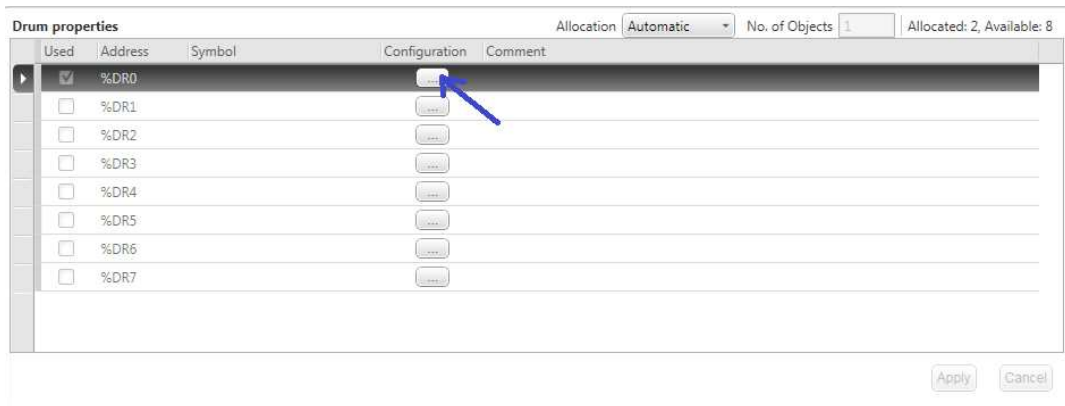 Drum properties Allocation Automatic No. of Objects 1 Allocated: 2, Available: 8
Used Address Symbol Configuration Comment
%DR0 ...
%DR1 ...
%DR2 ...
%DR3 ...
%DR4 ...
%DR5 ...
%DR6 ...
%DR7 ...
Apply Cancel